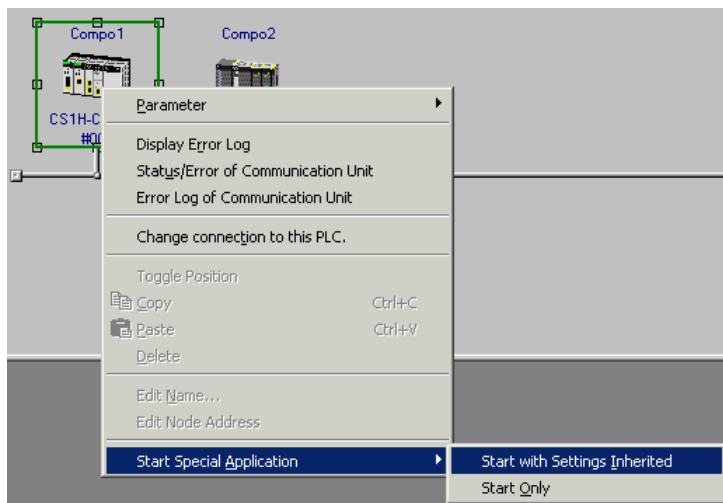 Compo1
Compo2
CS1H-C
Parameter
Display Error Log
Status/Error of Communication Unit
Error Log of Communication Unit
Change connection to this PLC.
Toggle Position
Copy Ctrl+C
Paste Ctrl+V
Delete
Edit Name...
Edit Node Address
Start Special Application
Start with Settings Inherited
Start Only